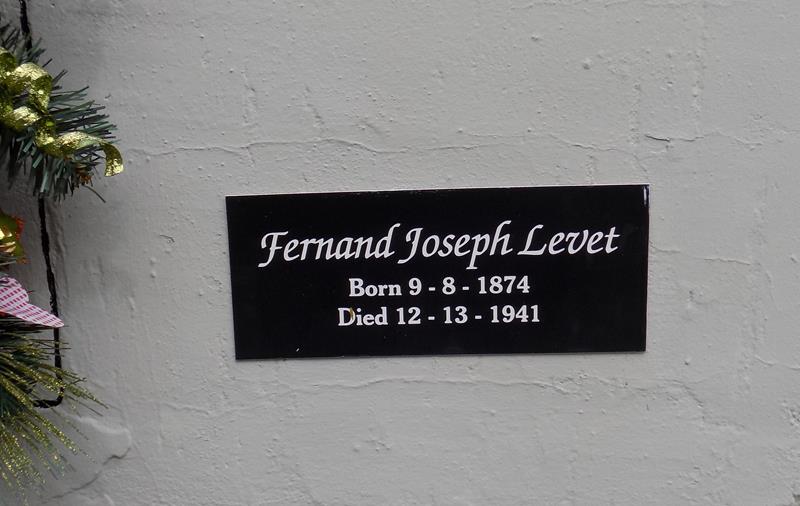 Fernand Joseph Levet
Born 9 - 8 - 1874
Died 12 - 13 - 1941